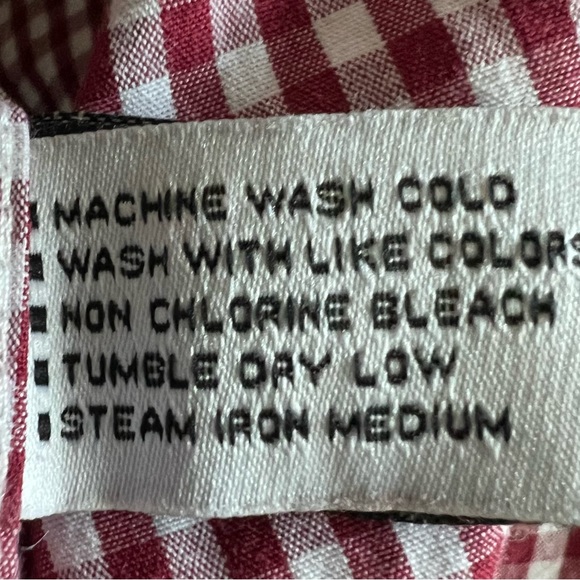 ▪ MACHINE WASH COLD
▪ WASH WITH LIKE COLORS
▪ NON CHLORINE BLEACH
▪ TUMBLE DRY LOW
▪ STEAM IRON MEDIUM